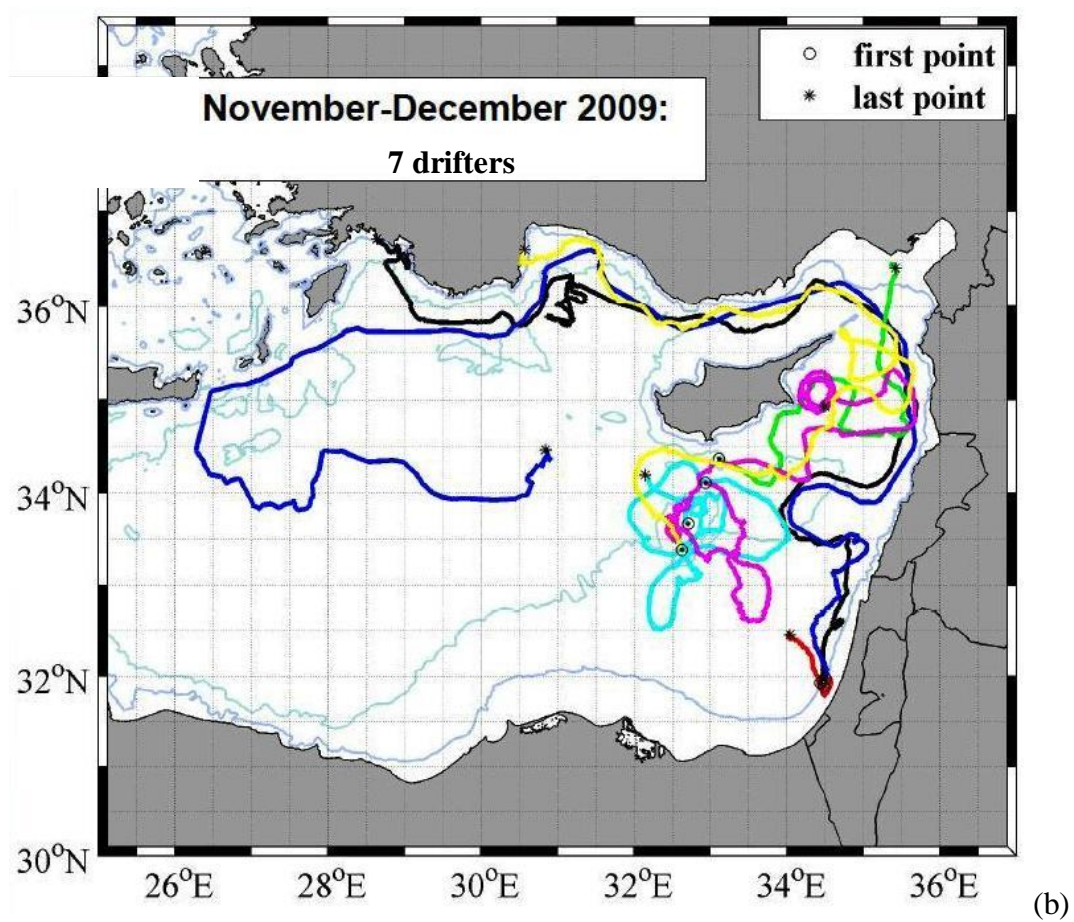 first point
last point
November-December 2009:
7 drifters
36°N
34°N
32°N
30°N
26°E 28°E 30°E 32°E 34°E 36°E
(b)